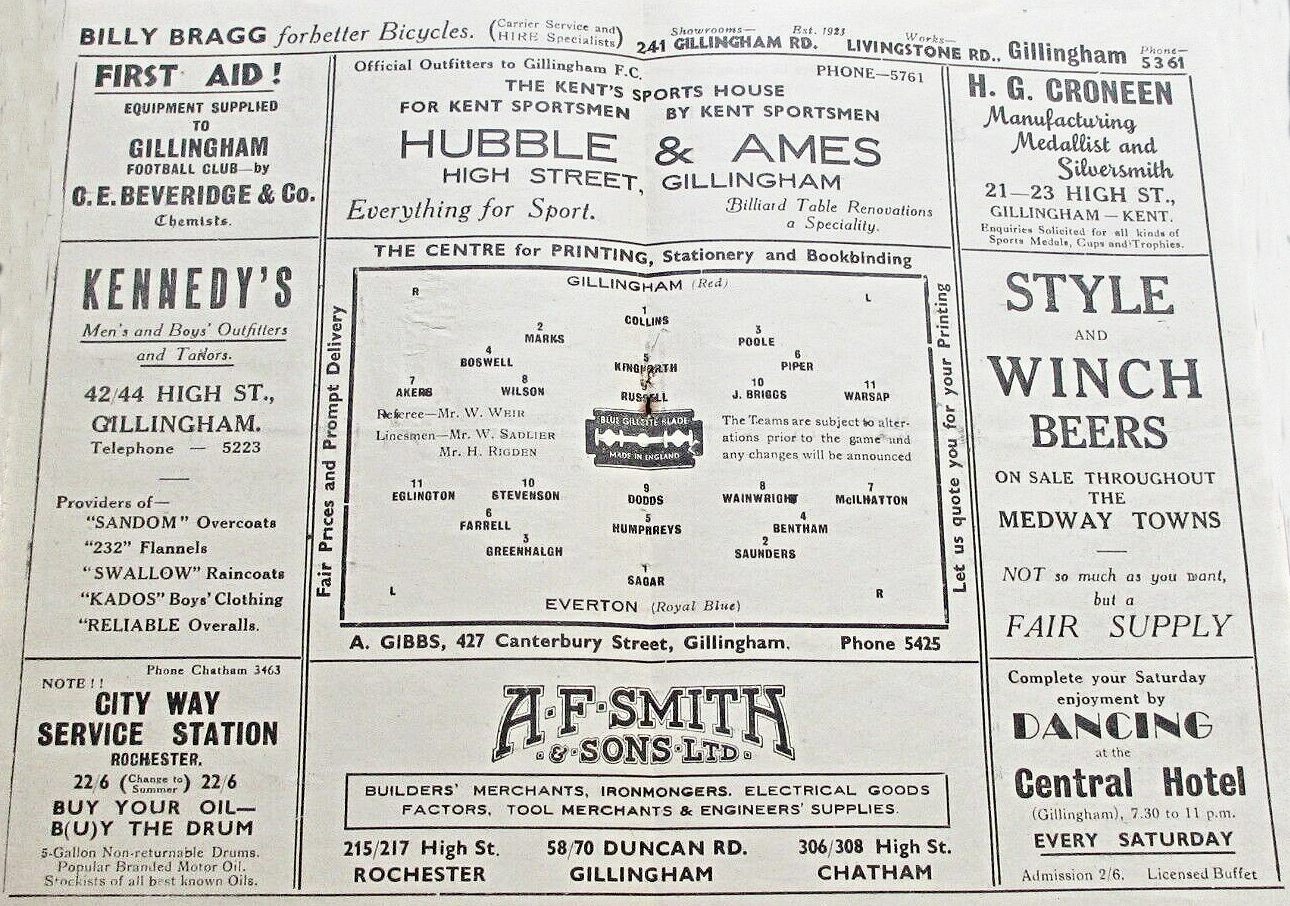 BILLY BRAGG for better Bicycles. (Carrier Service and HIRE Specialists) Showrooms— 241 GILLINGHAM RD. Est. 1923 Works— LIVINGSTONE RD., Gillingham Phone— 5361
FIRST AID!
EQUIPMENT SUPPLIED
TO
GILLINGHAM
FOOTBALL CLUB—by
C. E. BEVERIDGE & Co.
Chemists.
Official Outfitters to Gillingham F.C. PHONE—5761
THE KENT'S SPORTS HOUSE
FOR KENT SPORTSMEN BY KENT SPORTSMEN
HUBBLE & AMES
HIGH STREET, GILLINGHAM
Everything for Sport. Billiard Table Renovations
a Speciality.
H. G. CRONEEN
Manufacturing
Medallist and
Silversmith
21—23 HIGH ST.,
GILLINGHAM — KENT.
Enquiries Solicited for all kinds of
Sports Medals, Cups and Trophies.
KENNEDY'S
Men's and Boys' Outfitters
and Tailors.
42/44 HIGH ST.,
GILLINGHAM.
Telephone — 5223
Providers of—
"SANDOM" Overcoats
"232" Flannels
"SWALLOW" Raincoats
"KADOS" Boys' Clothing
"RELIABLE Overalls.
THE CENTRE for PRINTING, Stationery and Bookbinding
Fair Prices and Prompt Delivery
GILLINGHAM (Red)
R L
1
COLLINS
2 3
MARKS POOLE
4 5 6
BOSWELL KINGNORTH PIPER
7 8 9 10 11
AKERS WILSON RUSSELL J. BRIGGS WARSAP
Referee—Mr. W. WEIR
Linesmen—Mr. W. SADLIER
Mr. H. RIGDEN
BLUE GILLETTE BLADE
MADE IN ENGLAND
The Teams are subject to alter-
ations prior to the game and
any changes will be announced
11 10 9 8 7
EGLINGTON STEVENSON DODDS WAINWRIGHT McILHATTON
6 5 4
FARRELL HUMPHREYS BENTHAM
3 2
GREENHALGH SAUNDERS
1
SAGAR
L R
EVERTON (Royal Blue)
Let us quote you for your Printing
A. GIBBS, 427 Canterbury Street, Gillingham. Phone 5425
STYLE
AND
WINCH
BEERS
ON SALE THROUGHOUT
THE
MEDWAY TOWNS
NOT so much as you want,
but a
FAIR SUPPLY
Phone Chatham 3463
NOTE!!
CITY WAY
SERVICE STATION
ROCHESTER.
22/6 (Change to Summer) 22/6
BUY YOUR OIL—
B(U)Y THE DRUM
5-Gallon Non-returnable Drums.
Popular Branded Motor Oil.
Stockists of all best known Oils.
A·F·SMITH
·&·SONS·LTD·
BUILDERS' MERCHANTS, IRONMONGERS. ELECTRICAL GOODS
FACTORS, TOOL MERCHANTS & ENGINEERS' SUPPLIES.
215/217 High St. 58/70 DUNCAN RD. 306/308 High St.
ROCHESTER GILLINGHAM CHATHAM
Complete your Saturday
enjoyment by
DANCING
at the
Central Hotel
(Gillingham), 7.30 to 11 p.m.
EVERY SATURDAY
Admission 2/6. Licensed Buffet